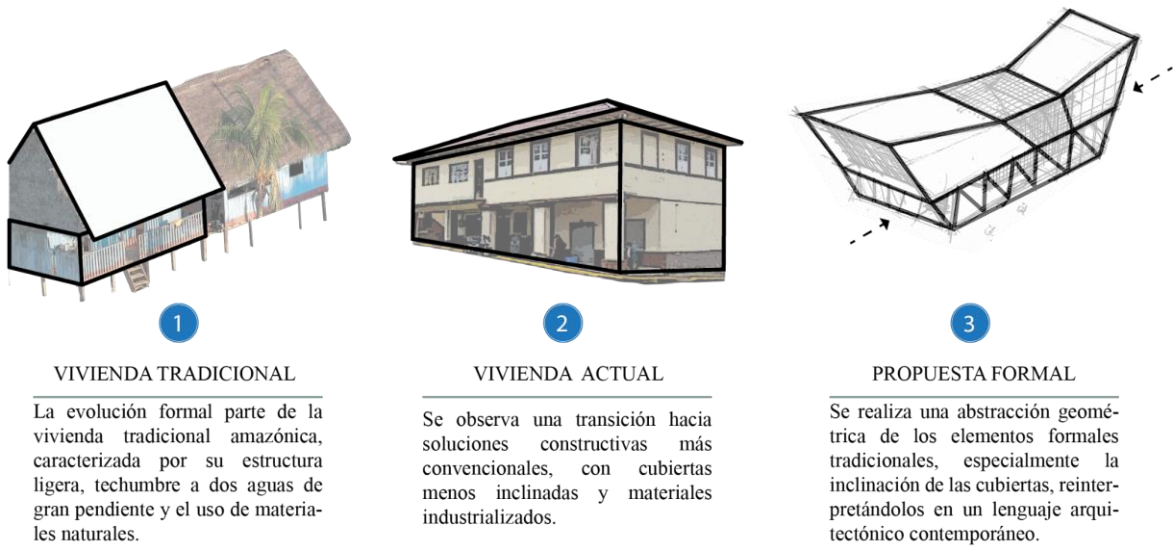 1
VIVIENDA TRADICIONAL
La evolución formal parte de la
vivienda tradicional amazónica,
caracterizada por su estructura
ligera, techumbre a dos aguas de
gran pendiente y el uso de materia-
les naturales.
2
VIVIENDA ACTUAL
Se observa una transición hacia
soluciones constructivas más
convencionales, con cubiertas
menos inclinadas y materiales
industrializados.
3
PROPUESTA FORMAL
Se realiza una abstracción geomé-
trica de los elementos formales
tradicionales, especialmente la
inclinación de las cubiertas, reinter-
pretándolos en un lenguaje arqui-
tectónico contemporáneo.